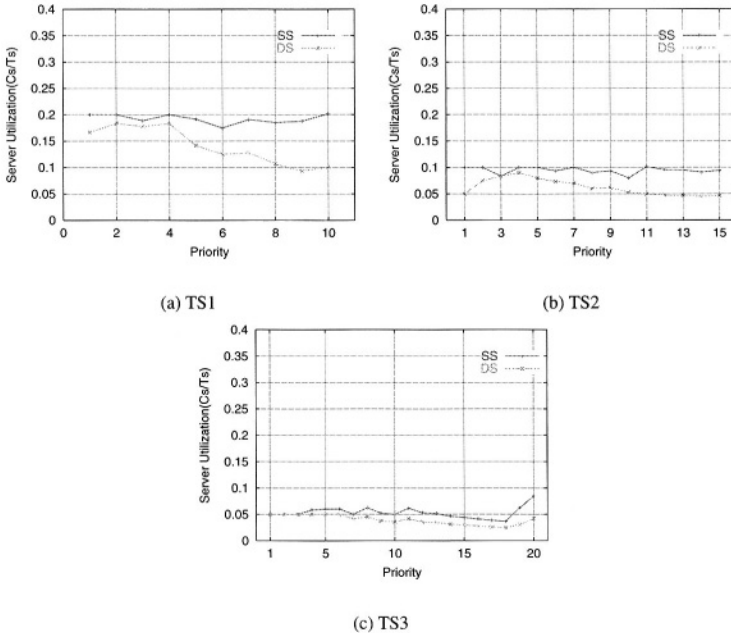 0.4
0.35
0.3
0.25
0.2
0.15
0.1
0.05
0
Server Utilization(Cs/Ts)
SS
DS
0 2 4 6 8 10
Priority
(a) TS1
0.4
0.35
0.3
0.25
0.2
0.15
0.1
0.05
0
Server Utilization(Cs/Ts)
SS
DS
1 3 5 7 9 11 13 15
Priority
(b) TS2
0.4
0.35
0.3
0.25
0.2
0.15
0.1
0.05
0
Server Utilization(Cs/Ts)
SS
DS
1 5 10 15 20
Priority
(c) TS3